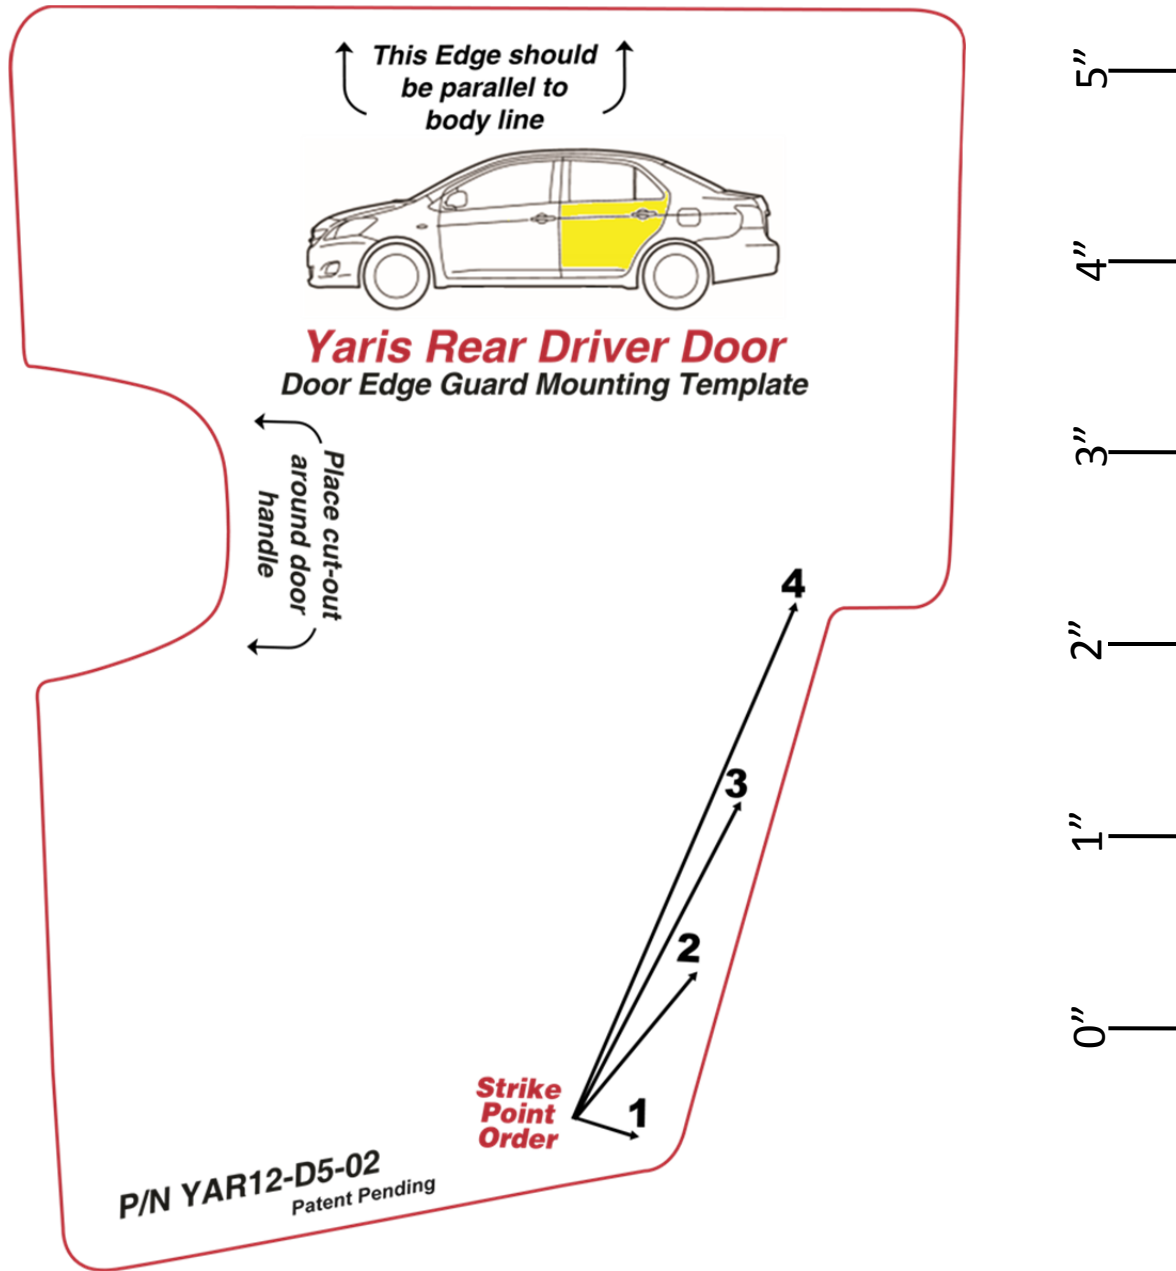 This Edge should
be parallel to
body line
Yaris Rear Driver Door
Door Edge Guard Mounting Template
Place cut-out
around door
handle
4
3
2
1
Strike
Point
Order
P/N YAR12-D5-02
Patent Pending
5”
4”
3”
2”
1”
0”